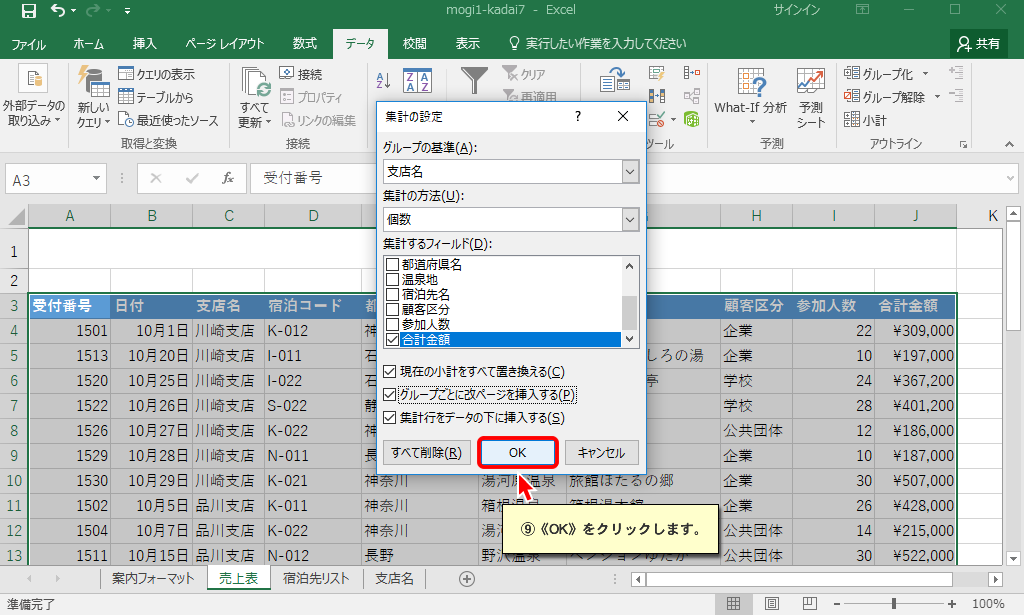 mogi1-kadai7 - Excel
サインイン
ファイル ホーム 挿入 ページ レイアウト 数式 データ 校閲 表示 実行したい作業を入力してください 共有
外部データの取り込み
新しいクエリ
クエリの表示
テーブルから
最近使ったソース
取得と変換
すべて更新
接続
プロパティ
リンクの編集
接続
クリア
再適用
ツール
What-If 分析
予測シート
予測
グループ化
グループ解除
小計
アウトライン
A3
fx
受付番号
集計の設定
?
グループの基準(A):
支店名
集計の方法(U):
個数
集計するフィールド(D):
都道府県名
温泉地
宿泊先名
顧客区分
参加人数
合計金額
現在の小計をすべて置き換える(C)
グループごとに改ページを挿入する(P)
集計行をデータの下に挿入する(S)
すべて削除(R) OK キャンセル
⑨《OK》をクリックします。
A B C D H I J K
1
2
3 受付番号 日付 支店名 宿泊コード 顧客区分 参加人数 合計金額
4 1501 10月1日 川崎支店 K-012 神 企業 22 ¥309,000
5 1513 10月20日 川崎支店 I-011 石 しろの湯 企業 10 ¥197,000
6 1520 10月25日 川崎支店 I-022 石 亭 学校 24 ¥367,200
7 1522 10月26日 川崎支店 S-022 静 学校 28 ¥401,200
8 1526 10月27日 川崎支店 K-022 神 公共団体 12 ¥186,000
9 1529 10月28日 川崎支店 N-011 長 企業 10 ¥187,000
10 1530 10月29日 川崎支店 K-021 神奈川 湯河原温泉 旅館ほたるの郷 企業 30 ¥507,000
11 1502 10月5日 品川支店 K-011 神奈川 箱根 箱根湯本館 企業 26 ¥428,000
12 1504 10月7日 品川支店 K-022 神奈川 湯河 公共団体 14 ¥215,000
13 1511 10月15日 品川支店 N-012 長野 野沢温泉 ペンションゆたか 公共団体 30 ¥522,000
案内フォーマット 売上表 宿泊先リスト 支店名
準備完了
100%